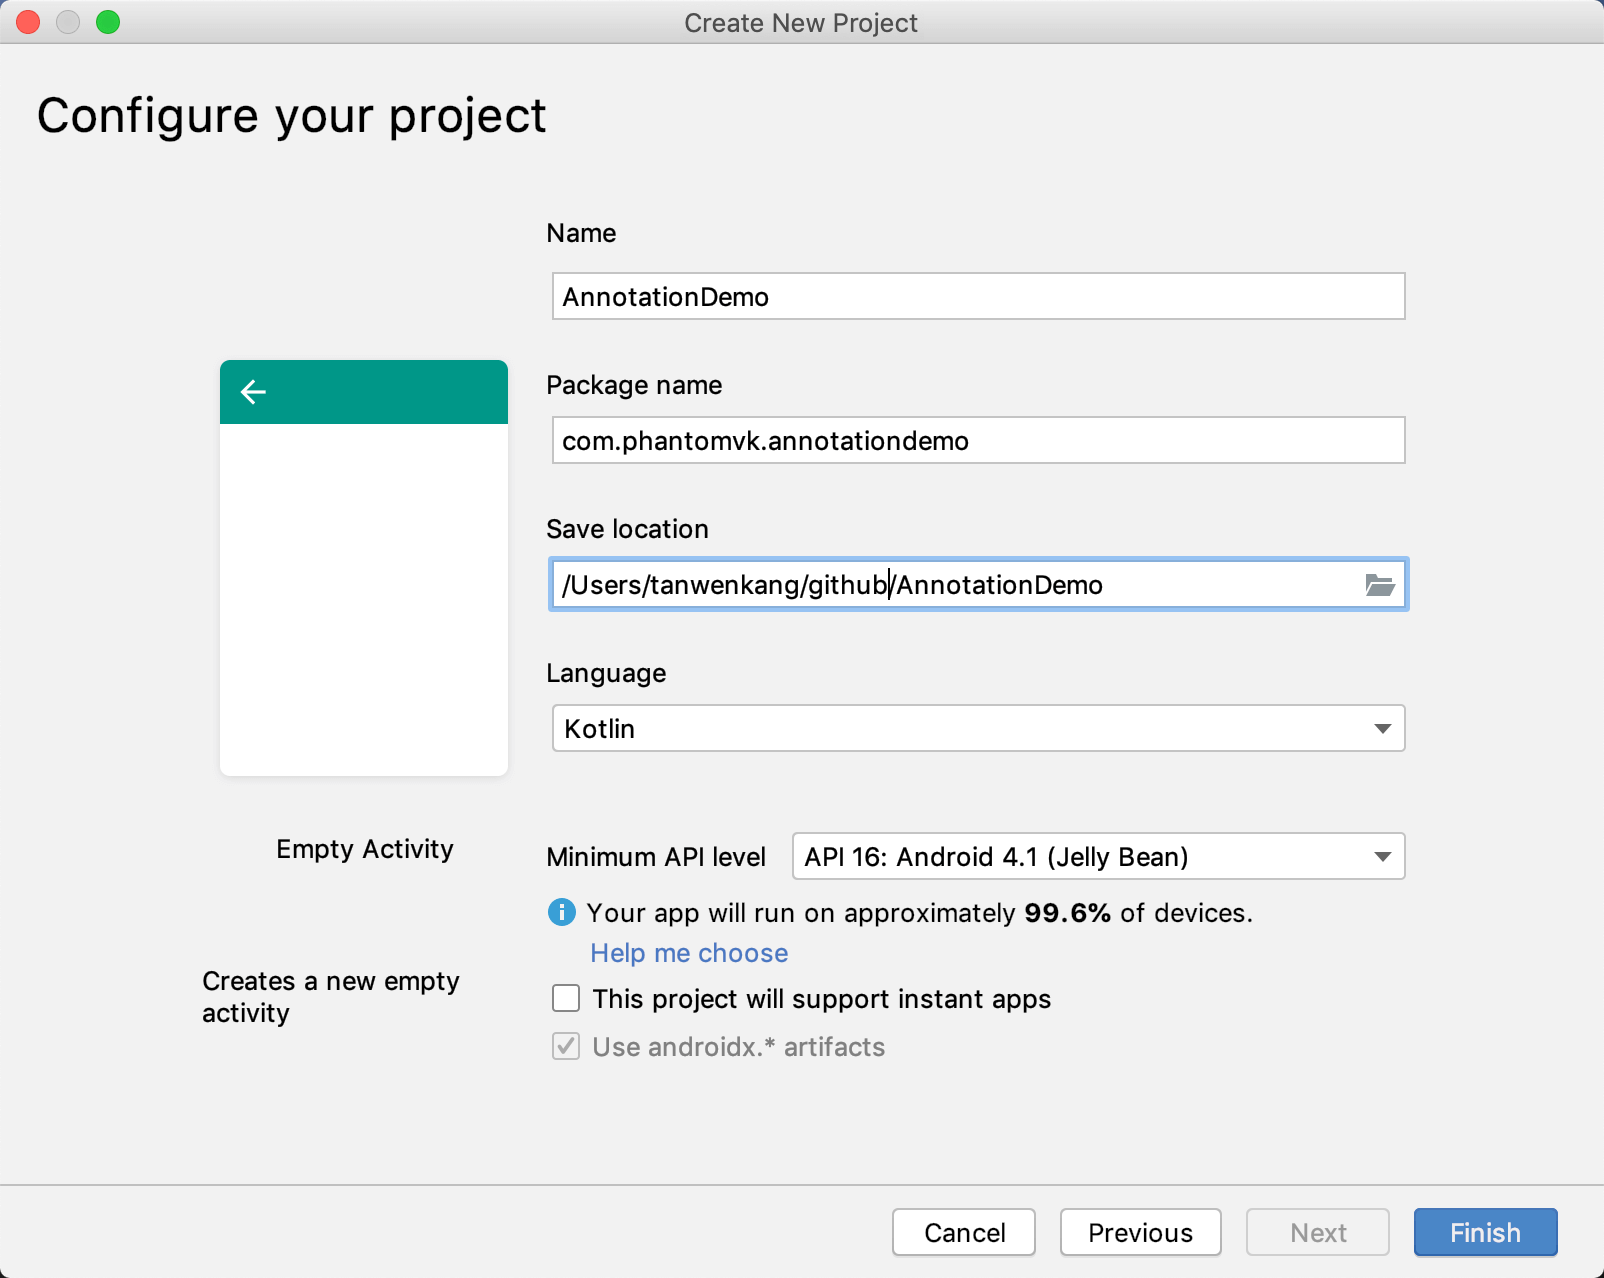 Create New Project
Configure your project
Name
AnnotationDemo
Package name
com.phantomvk.annotationdemo
Save location
/Users/tanwenkang/github/AnnotationDemo
Language
Kotlin
Empty Activity
Creates a new empty
activity
Minimum API level
API 16: Android 4.1 (Jelly Bean)
Your app will run on approximately 99.6% of devices.
Help me choose
This project will support instant apps
Use androidx.* artifacts
Cancel
Previous
Next
Finish